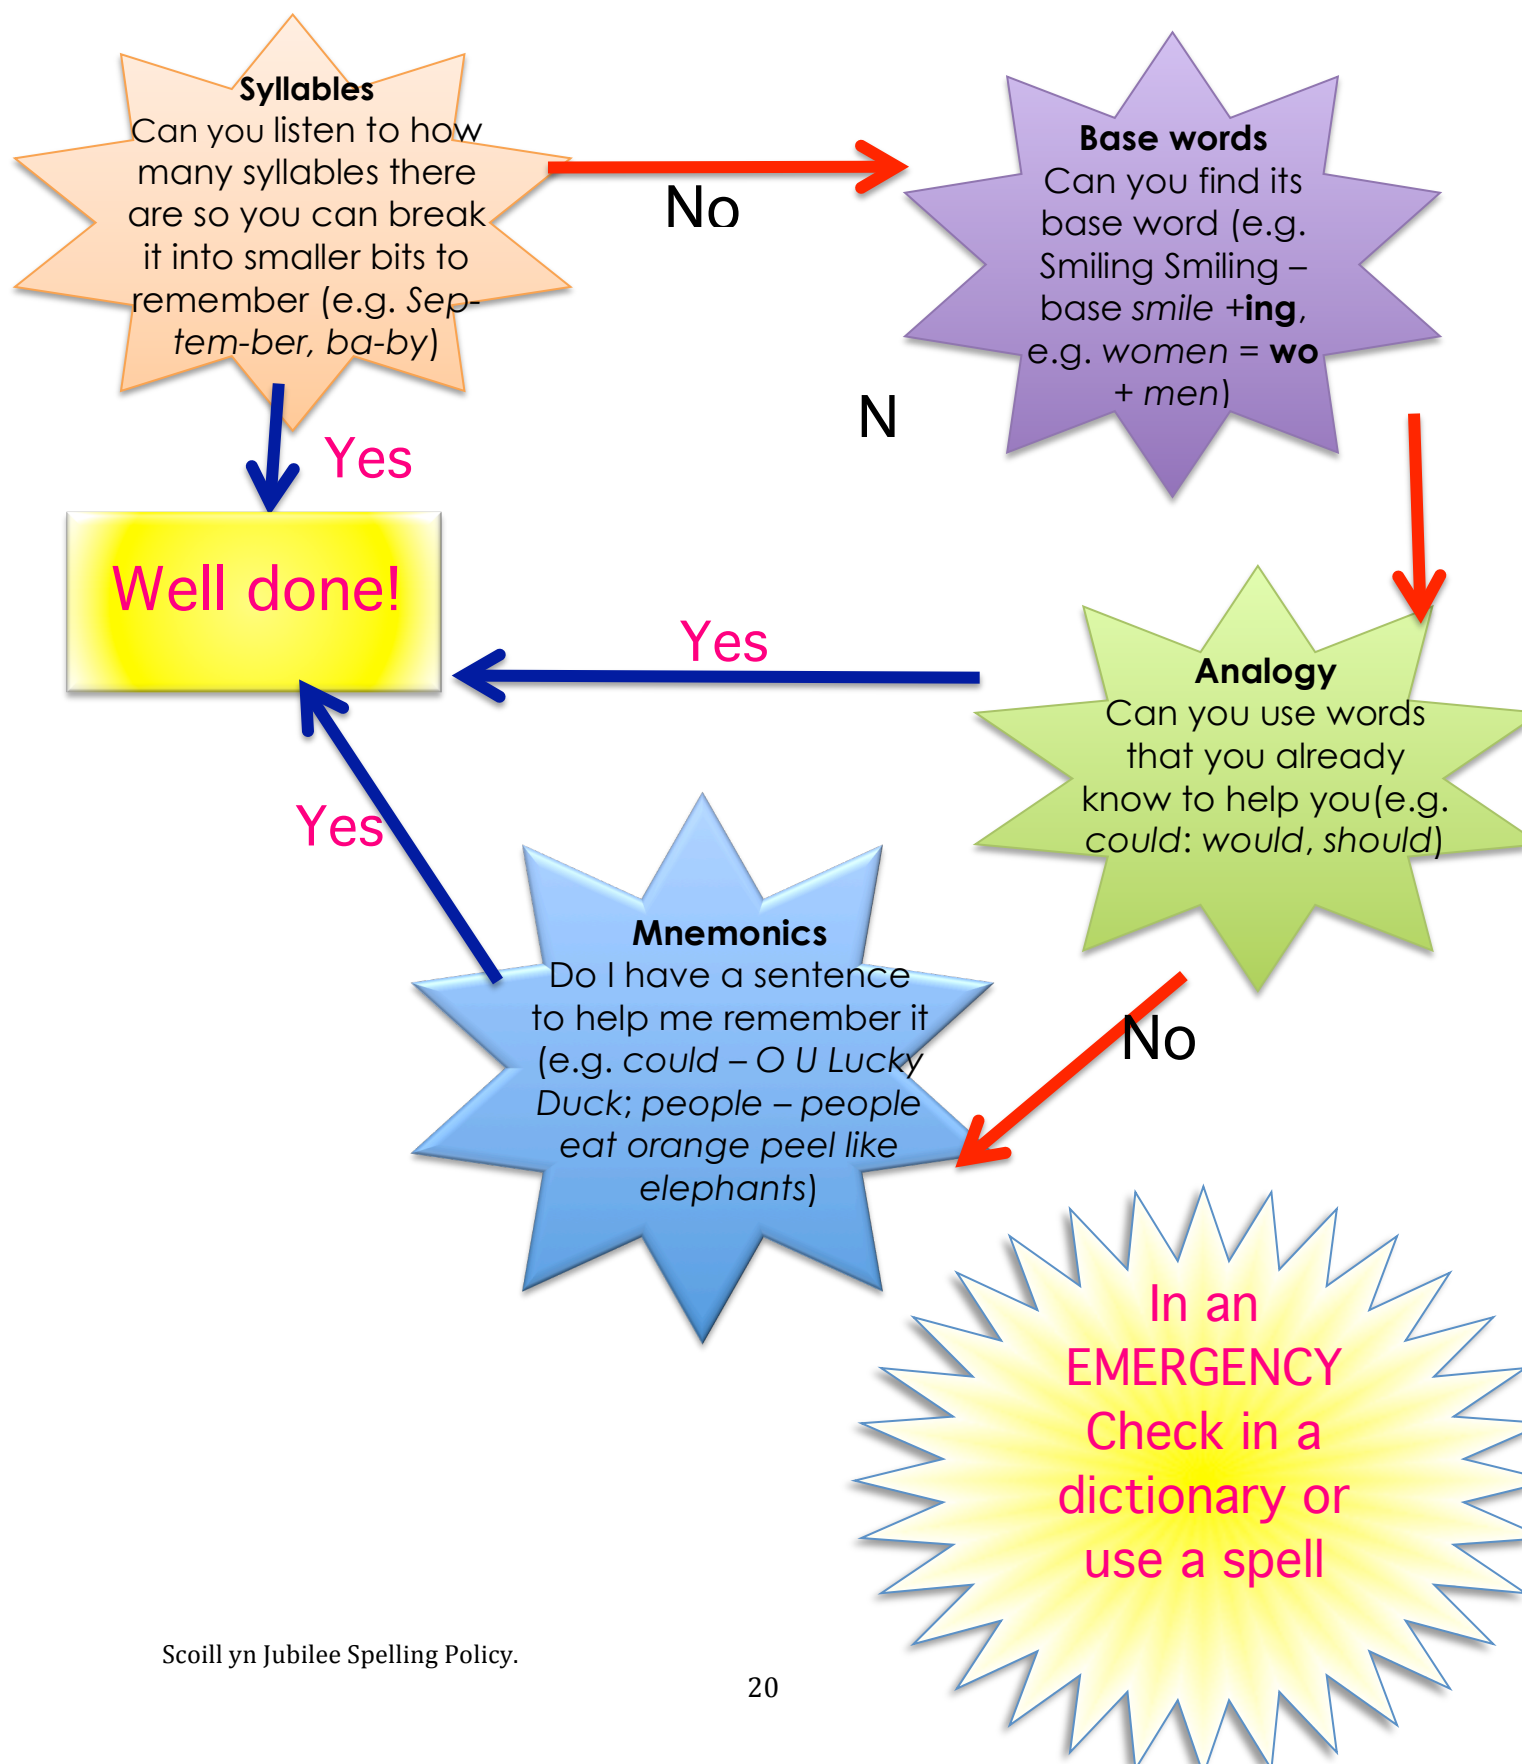 Syllables
Can you listen to how
many syllables there
are so you can break
it into smaller bits to
remember (e.g. Sep-
tem-ber, ba-by)
No
Base words
Can you find its
base word (e.g.
Smiling Smiling –
base smile +ing,
e.g. women = wo
+ men)
N
Yes
Well done!
Yes
Analogy
Can you use words
that you already
know to help you(e.g.
could: would, should)
Yes
Mnemonics
Do I have a sentence
to help me remember it
(e.g. could – O U Lucky
Duck; people – people
eat orange peel like
elephants)
No
In an
EMERGENCY
Check in a
dictionary or
use a spell
Scoill yn Jubilee Spelling Policy.
20